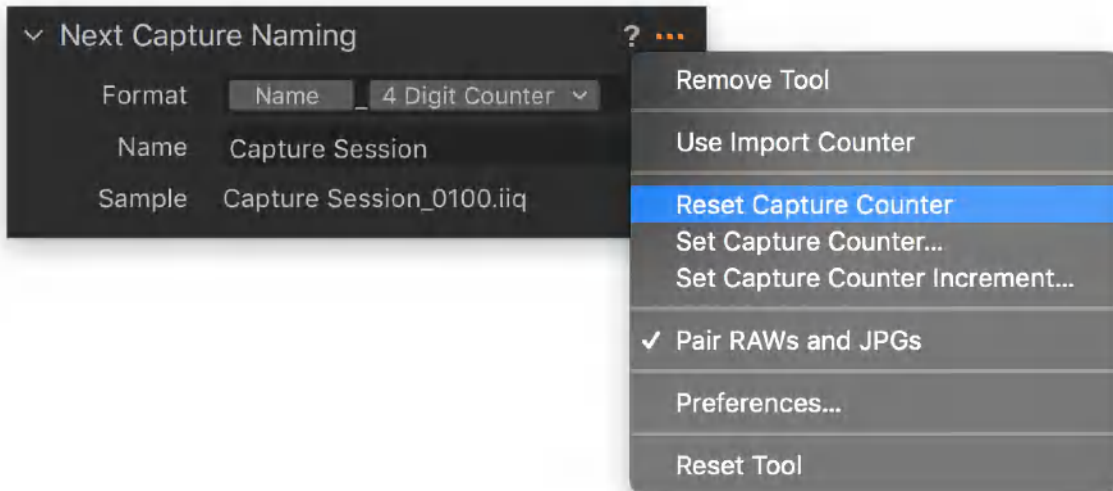 Next Capture Naming ? ...
Format Name _ 4 Digit Counter
Name Capture Session
Sample Capture Session_0100.iiq
Remove Tool
Use Import Counter
Reset Capture Counter
Set Capture Counter...
Set Capture Counter Increment...
✓ Pair RAWs and JPGs
Preferences...
Reset Tool